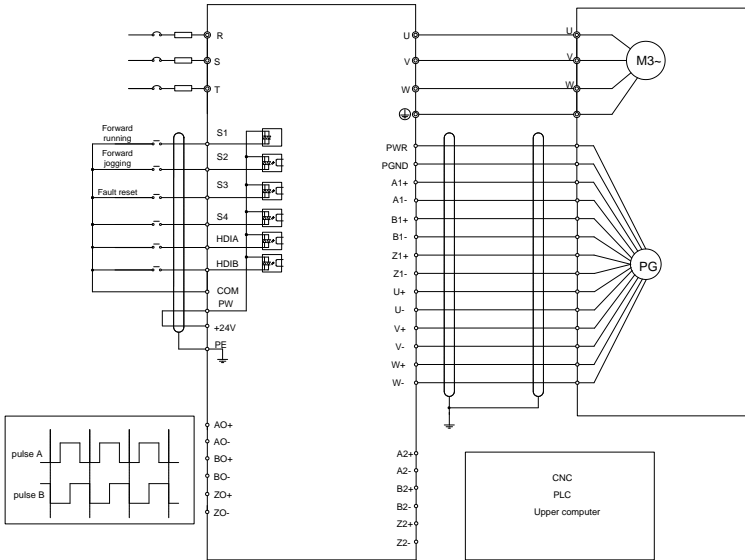 R
S
T
Forward
running
S1
Forward
jogging
S2
Fault reset
S3
S4
HDIA
HDIB
COM
PW
+24V
PE
AO+
AO-
BO+
BO-
ZO+
ZO-
pulse A
pulse B
U
V
W
PWR
PGND
A1+
A1-
B1+
B1-
Z1+
Z1-
U+
U-
V+
V-
W+
W-
A2+
A2-
B2+
B2-
Z2+
Z2-
U
V
W
M3~
PG
CNC
PLC
Upper computer